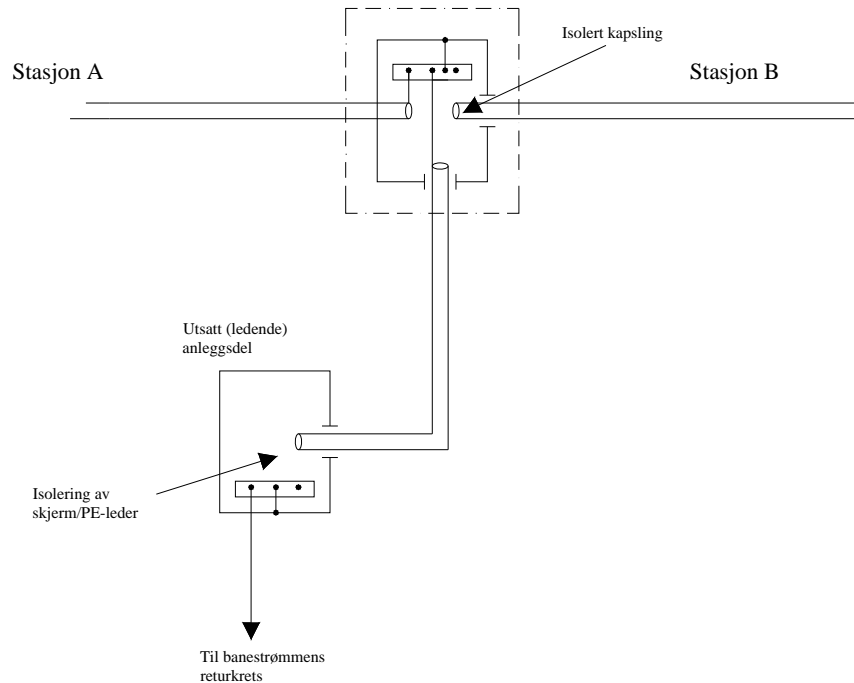 Isolert kapsling
Stasjon A
Stasjon B
Utsatt (ledende)
anleggsdel
Isolering av
skjerm/PE-leder
Til banestrømmens
returkrets